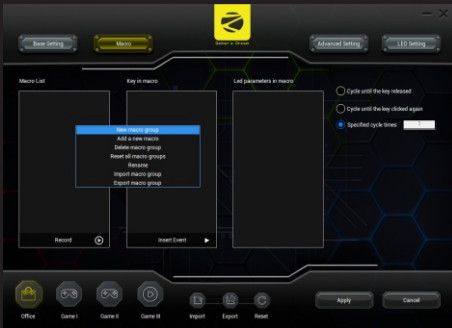 Gamer's Dream
Base Setting
Macro
Advanced Setting
LED Setting
Macro List
Key in macro
Led parameters in macro
Cycle until the key released
Cycle until the key clicked again
Specified cycle times
New macro group
Add a new macro
Delete macro group
Reset all macro groups
Rename
Import macro group
Export macro group
Record
Insert Event
Office
Game I
Game II
Game III
Import
Export
Reset
Apply
Cancel